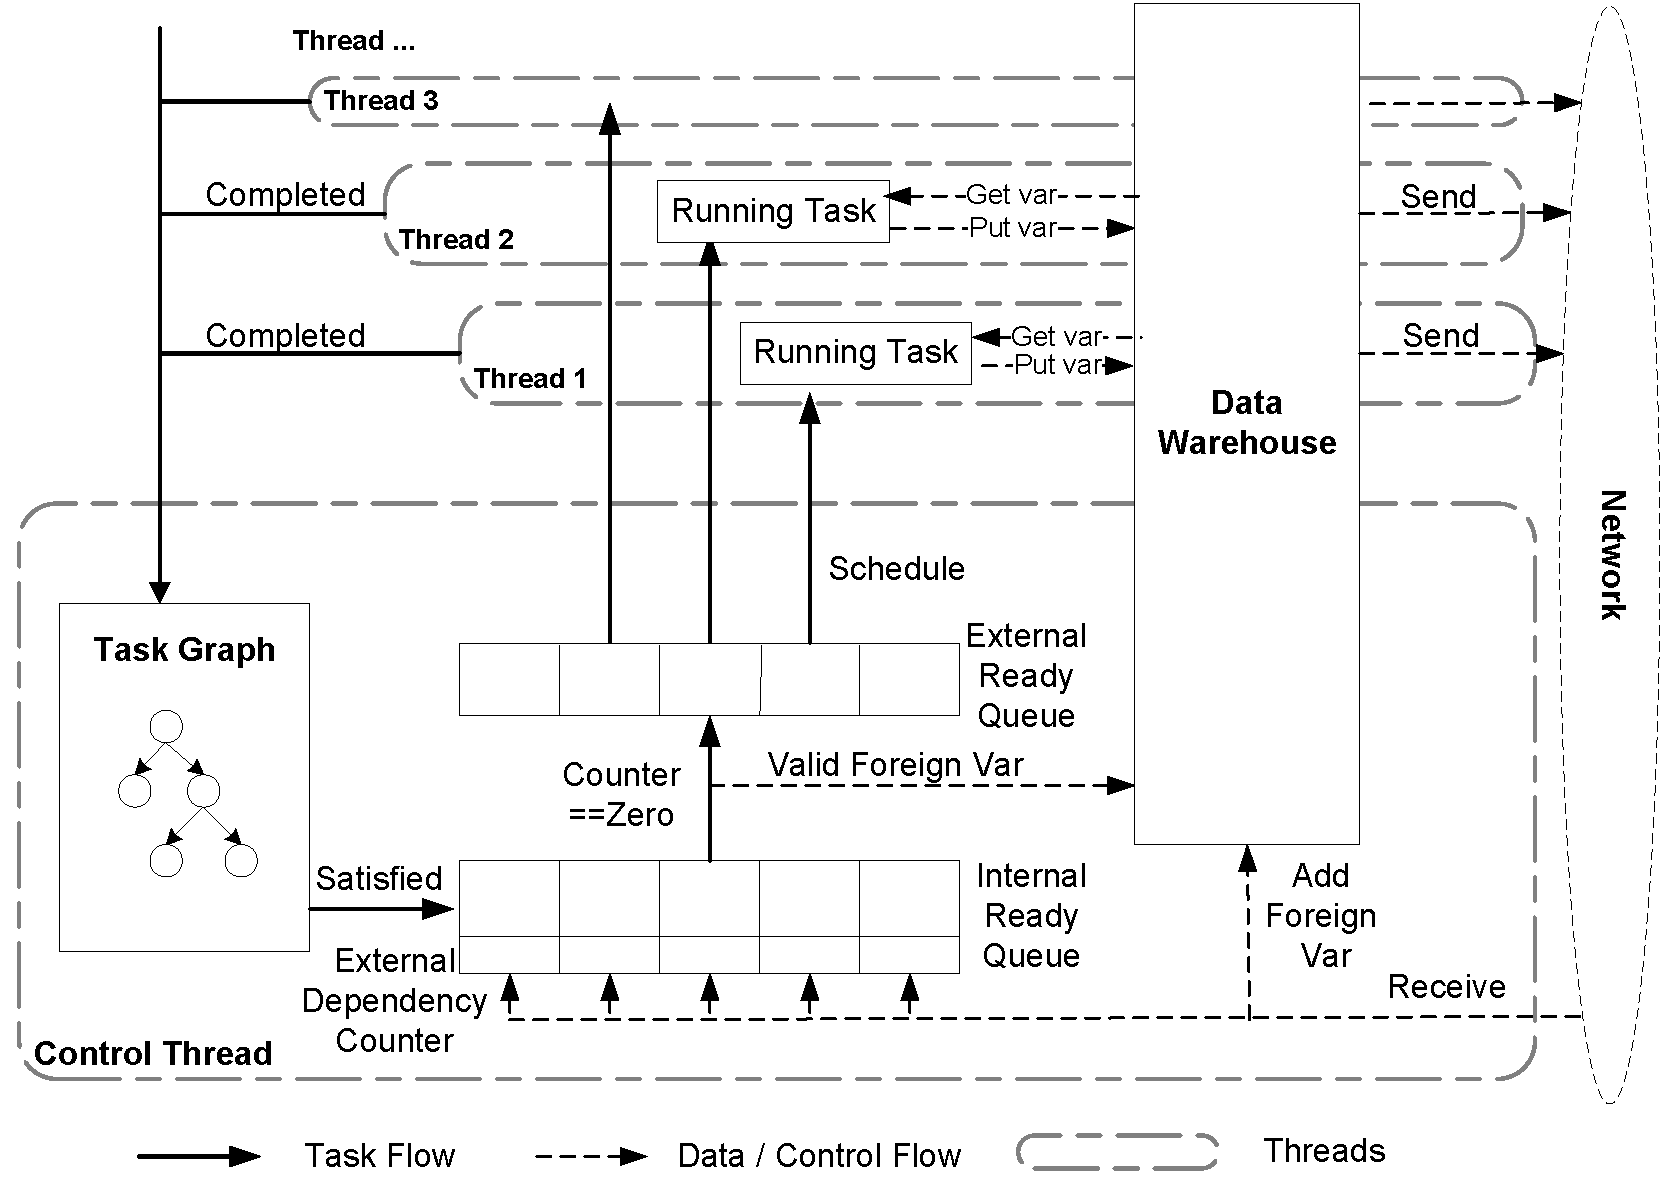 Thread ...
Thread 3
Completed
Running Task
Get var
Put var
Send
Thread 2
Completed
Running Task
Get var
Put var
Send
Thread 1
Data
Warehouse
Network
Schedule
Task Graph
External
Ready
Queue
Counter
==Zero
Valid Foreign Var
Satisfied
Internal
Ready
Queue
Add
Foreign
Var
External
Dependency
Counter
Receive
Control Thread
Task Flow
Data / Control Flow
Threads